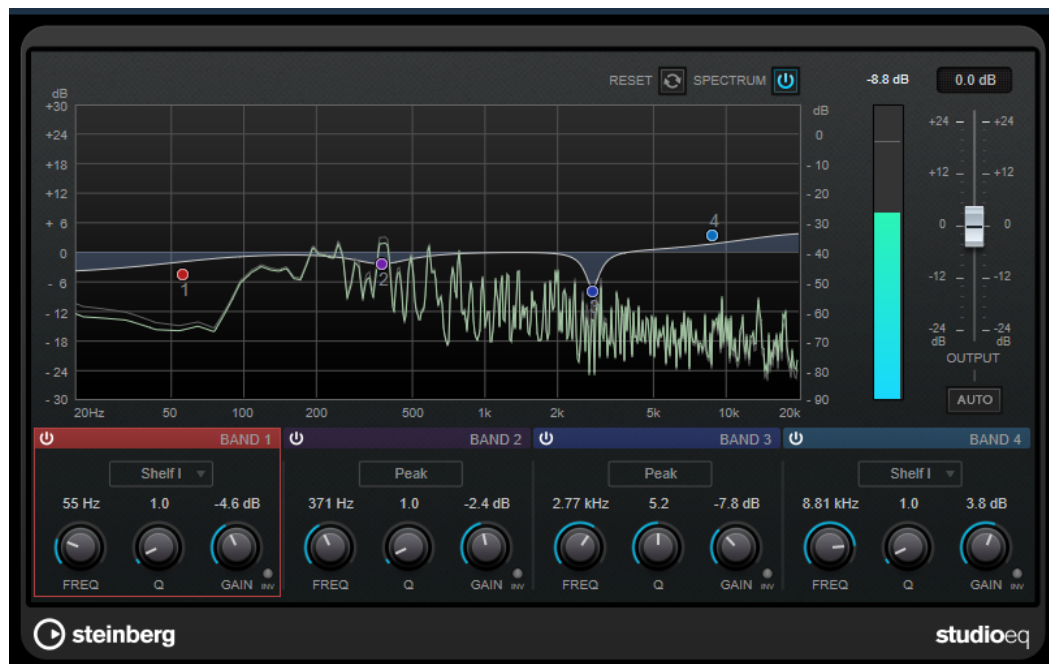 RESET SPECTRUM -8.8 dB 0.0 dB
dB dB
+30
+24 0 +24 +24
+18 - 10
+12 - 20 +12 +12
+ 6 - 30 4
0 - 40 0 0
- 6 - 50 1 2 3 -12 -12
- 12 - 60
- 18 - 70 -24 -24
dB dB
- 24 - 80 OUTPUT
- 30 - 90 AUTO
20Hz 50 100 200 500 1k 2k 5k 10k 20k
BAND 1 BAND 2 BAND 3 BAND 4
Shelf I Peak Peak Shelf I
55 Hz 1.0 -4.6 dB 371 Hz 1.0 -2.4 dB 2.77 kHz 5.2 -7.8 dB 8.81 kHz 1.0 3.8 dB
FREQ Q GAIN INV FREQ Q GAIN INV FREQ Q GAIN INV FREQ Q GAIN INV
steinberg studioeq